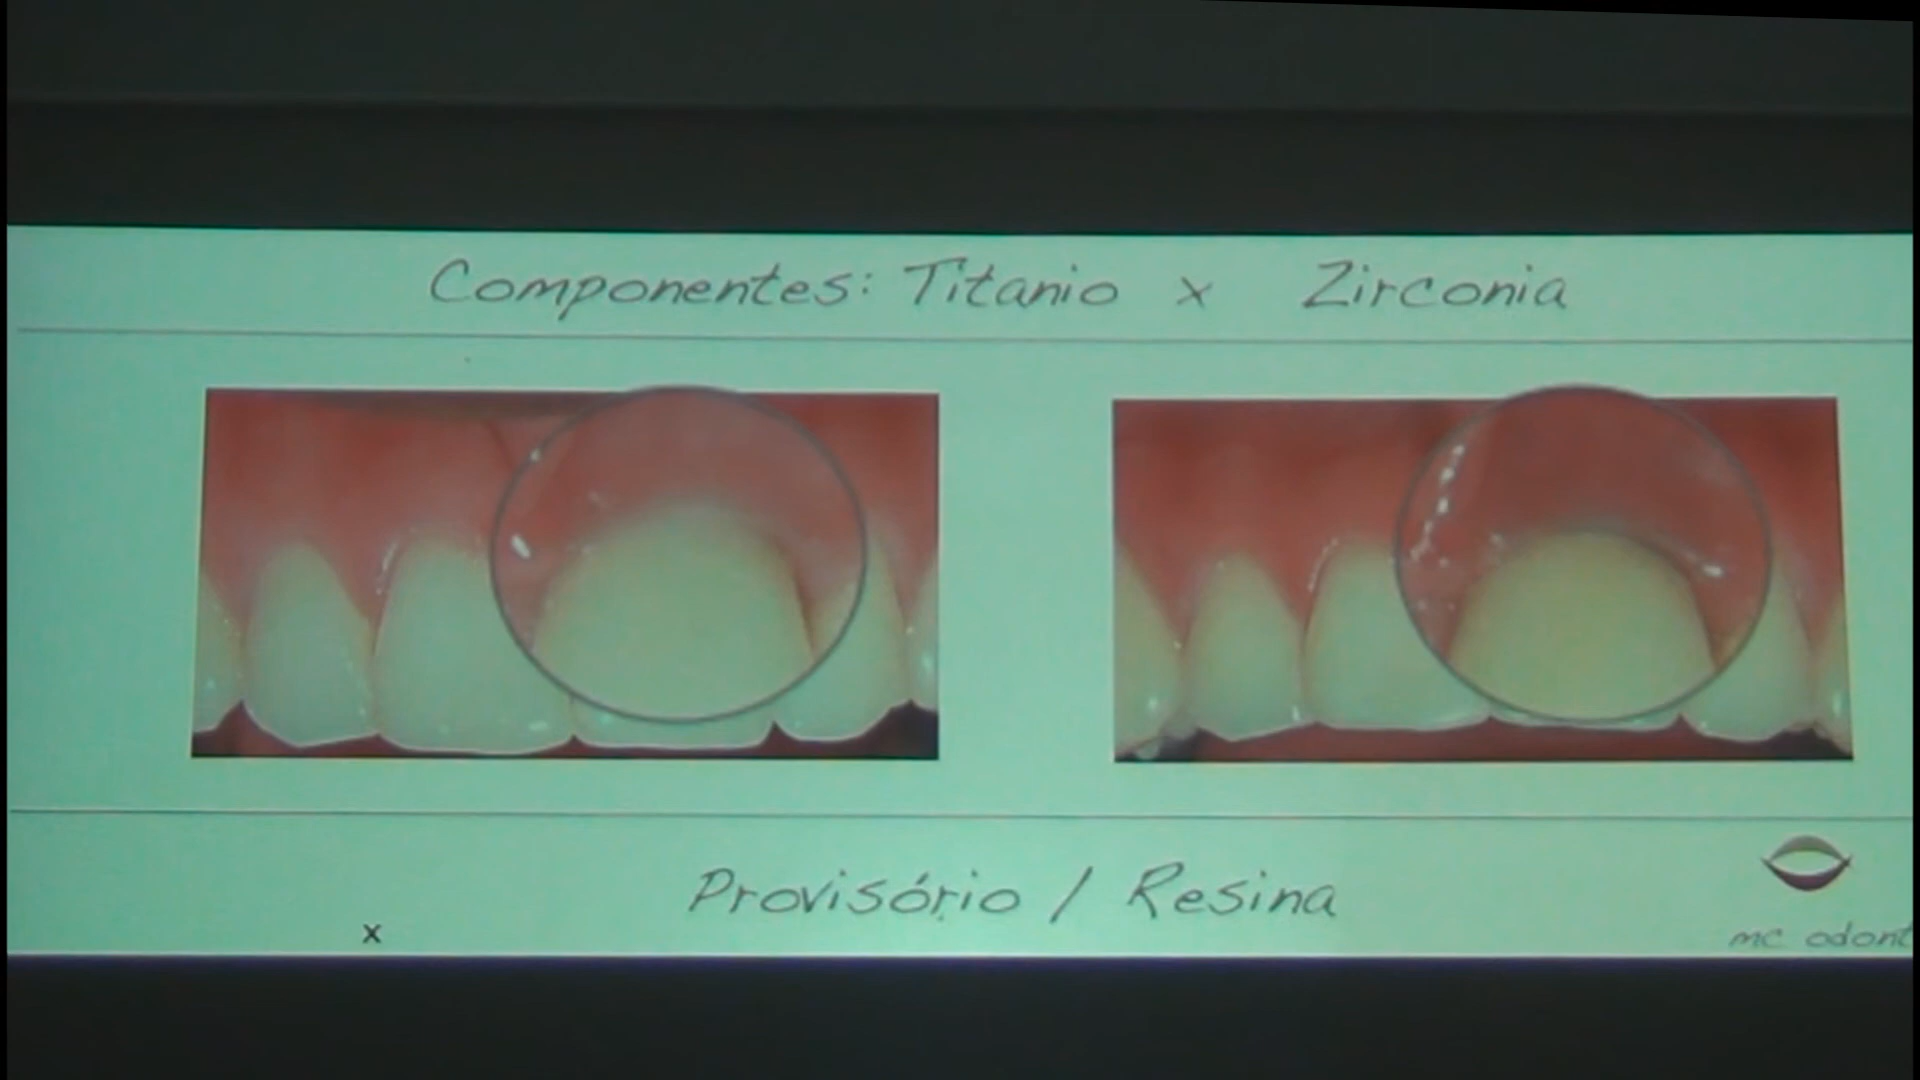 Componentes: Titanio x Zirconia
Provisório / Resina
x
mc odont